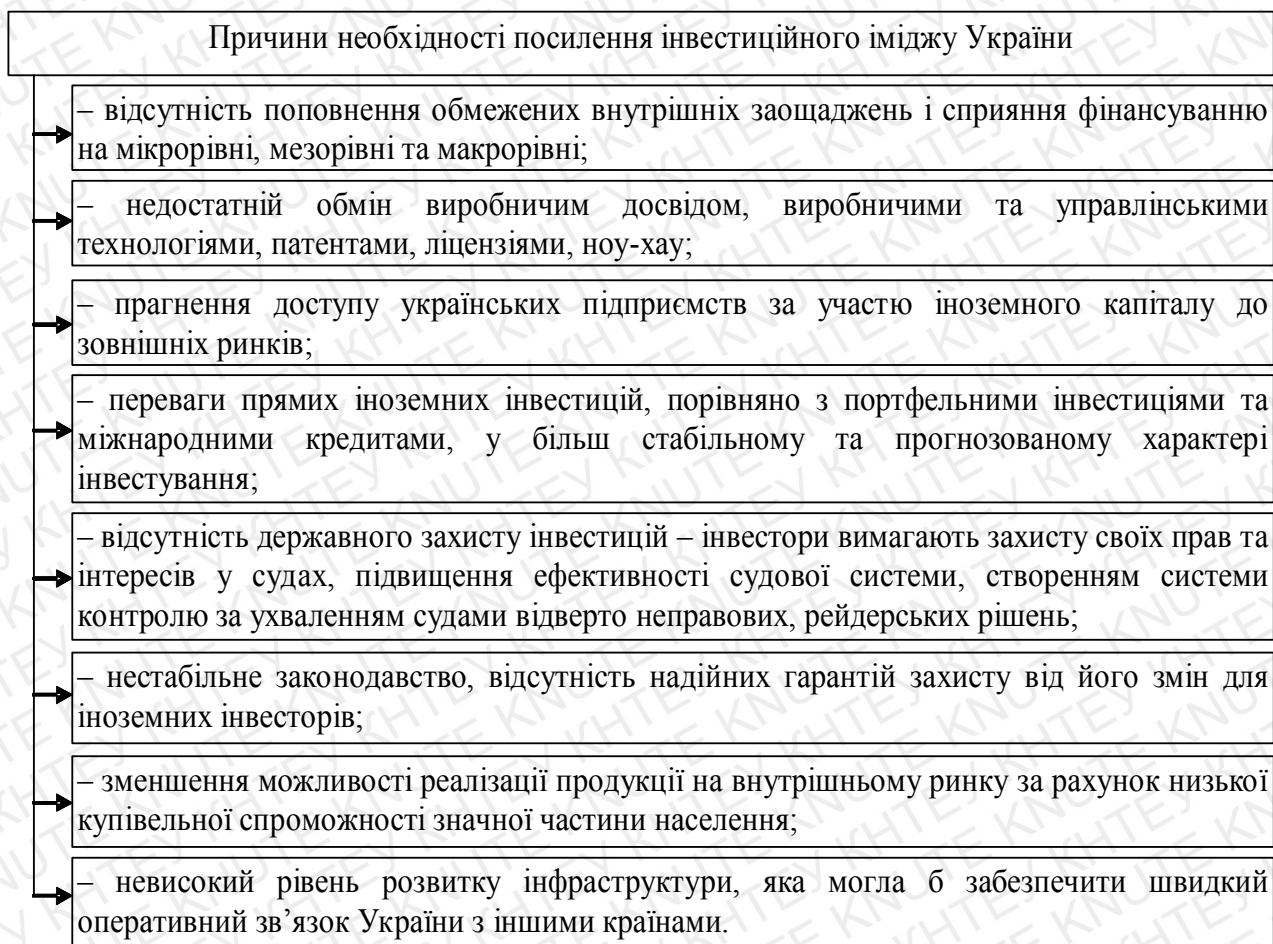 Причини необхідності посилення інвестиційного іміджу України
– відсутність поповнення обмежених внутрішніх заощаджень і сприяння фінансуванню
на мікрорівні, мезорівні та макрорівні;
– недостатній обмін виробничим досвідом, виробничими та управлінськими
технологіями, патентами, ліцензіями, ноу-хау;
– прагнення доступу українських підприємств за участю іноземного капіталу до
зовнішніх ринків;
– переваги прямих іноземних інвестицій, порівняно з портфельними інвестиціями та
міжнародними кредитами, у більш стабільному та прогнозованому характері
інвестування;
– відсутність державного захисту інвестицій – інвестори вимагають захисту своїх прав та
інтересів у судах, підвищення ефективності судової системи, створенням системи
контролю за ухваленням судами відверто неправових, рейдерських рішень;
– нестабільне законодавство, відсутність надійних гарантій захисту від його змін для
іноземних інвесторів;
– зменшення можливості реалізації продукції на внутрішньому ринку за рахунок низької
купівельної спроможності значної частини населення;
– невисокий рівень розвитку інфраструктури, яка могла б забезпечити швидкий
оперативний зв’язок України з іншими країнами.